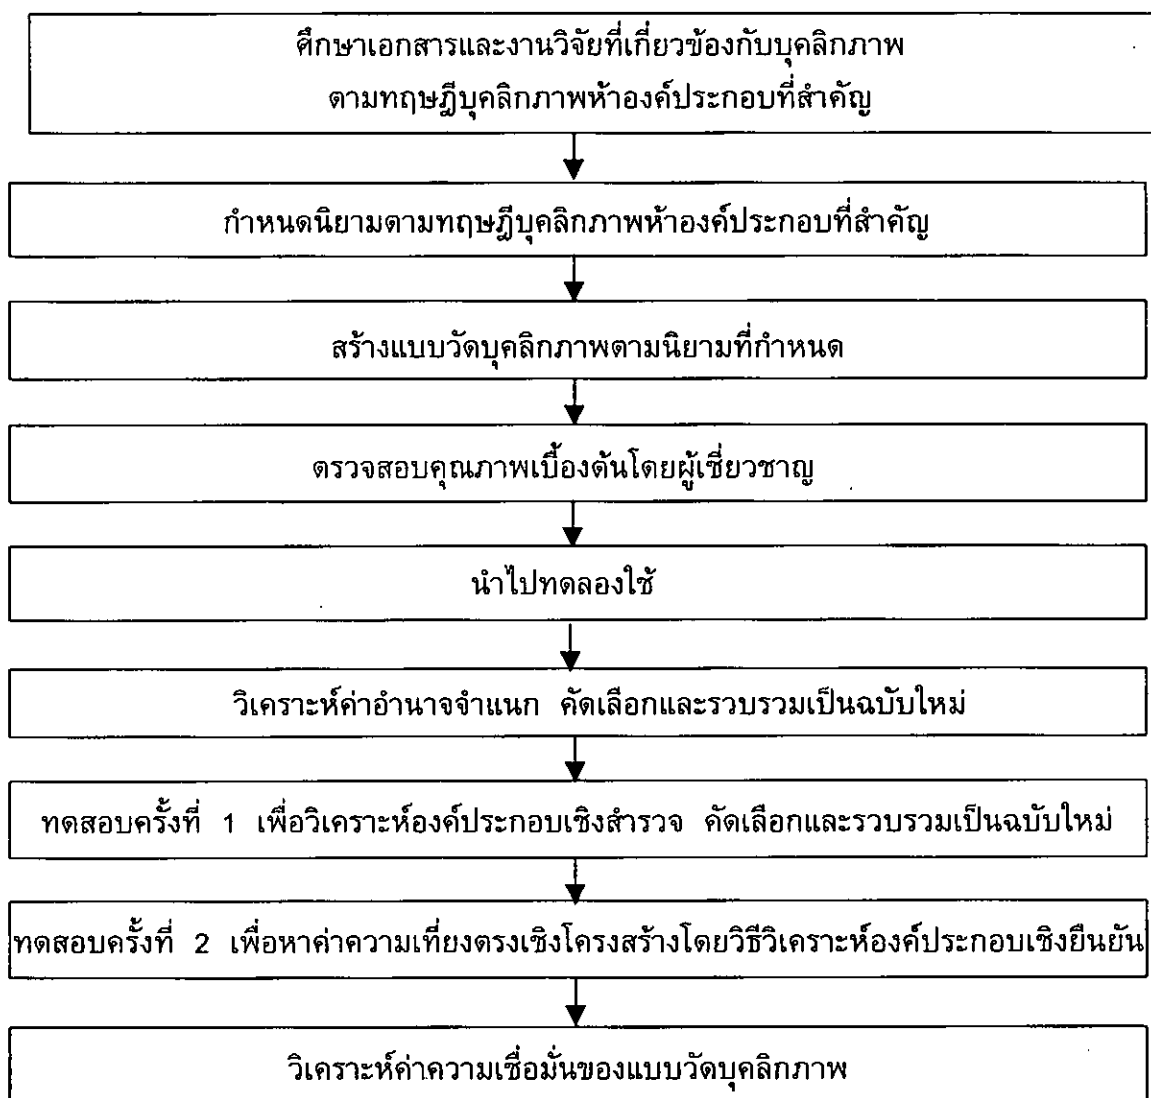 ศึกษาเอกสารและงานวิจัยที่เกี่ยวข้องกับบุคลิกภาพ
ตามทฤษฎีบุคลิกภาพห้าองค์ประกอบที่สำคัญ
กำหนดนิยามตามทฤษฎีบุคลิกภาพห้าองค์ประกอบที่สำคัญ
สร้างแบบวัดบุคลิกภาพตามนิยามที่กำหนด
ตรวจสอบคุณภาพเบื้องต้นโดยผู้เชี่ยวชาญ
นำไปทดลองใช้
วิเคราะห์ค่าอำนาจจำแนก คัดเลือกและรวบรวมเป็นฉบับใหม่
ทดสอบครั้งที่ 1 เพื่อวิเคราะห์องค์ประกอบเชิงสำรวจ คัดเลือกและรวบรวมเป็นฉบับใหม่
ทดสอบครั้งที่ 2 เพื่อหาค่าความเที่ยงตรงเชิงโครงสร้างโดยวิธีวิเคราะห์องค์ประกอบเชิงยืนยัน
วิเคราะห์ค่าความเชื่อมั่นของแบบวัดบุคลิกภาพ